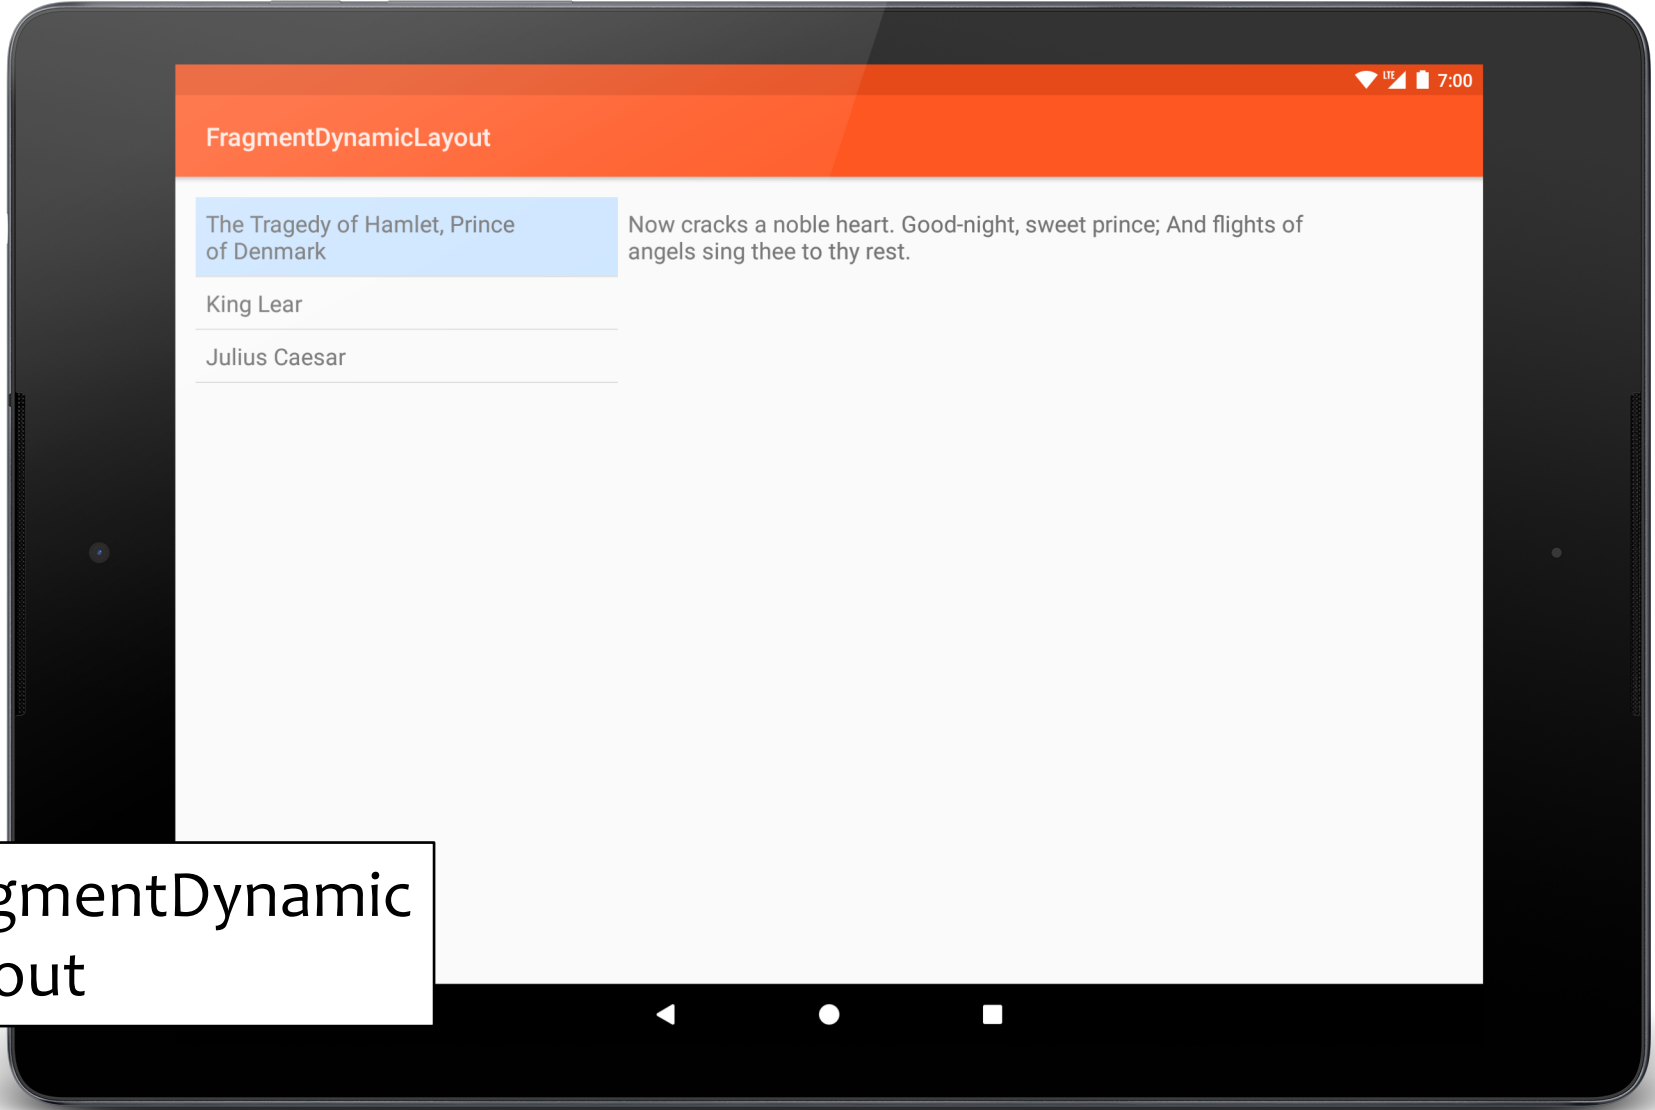 LTE 7:00
FragmentDynamicLayout
The Tragedy of Hamlet, Prince
of Denmark
Now cracks a noble heart. Good-night, sweet prince; And flights of
angels sing thee to thy rest.
King Lear
Julius Caesar
gmentDynamic
out